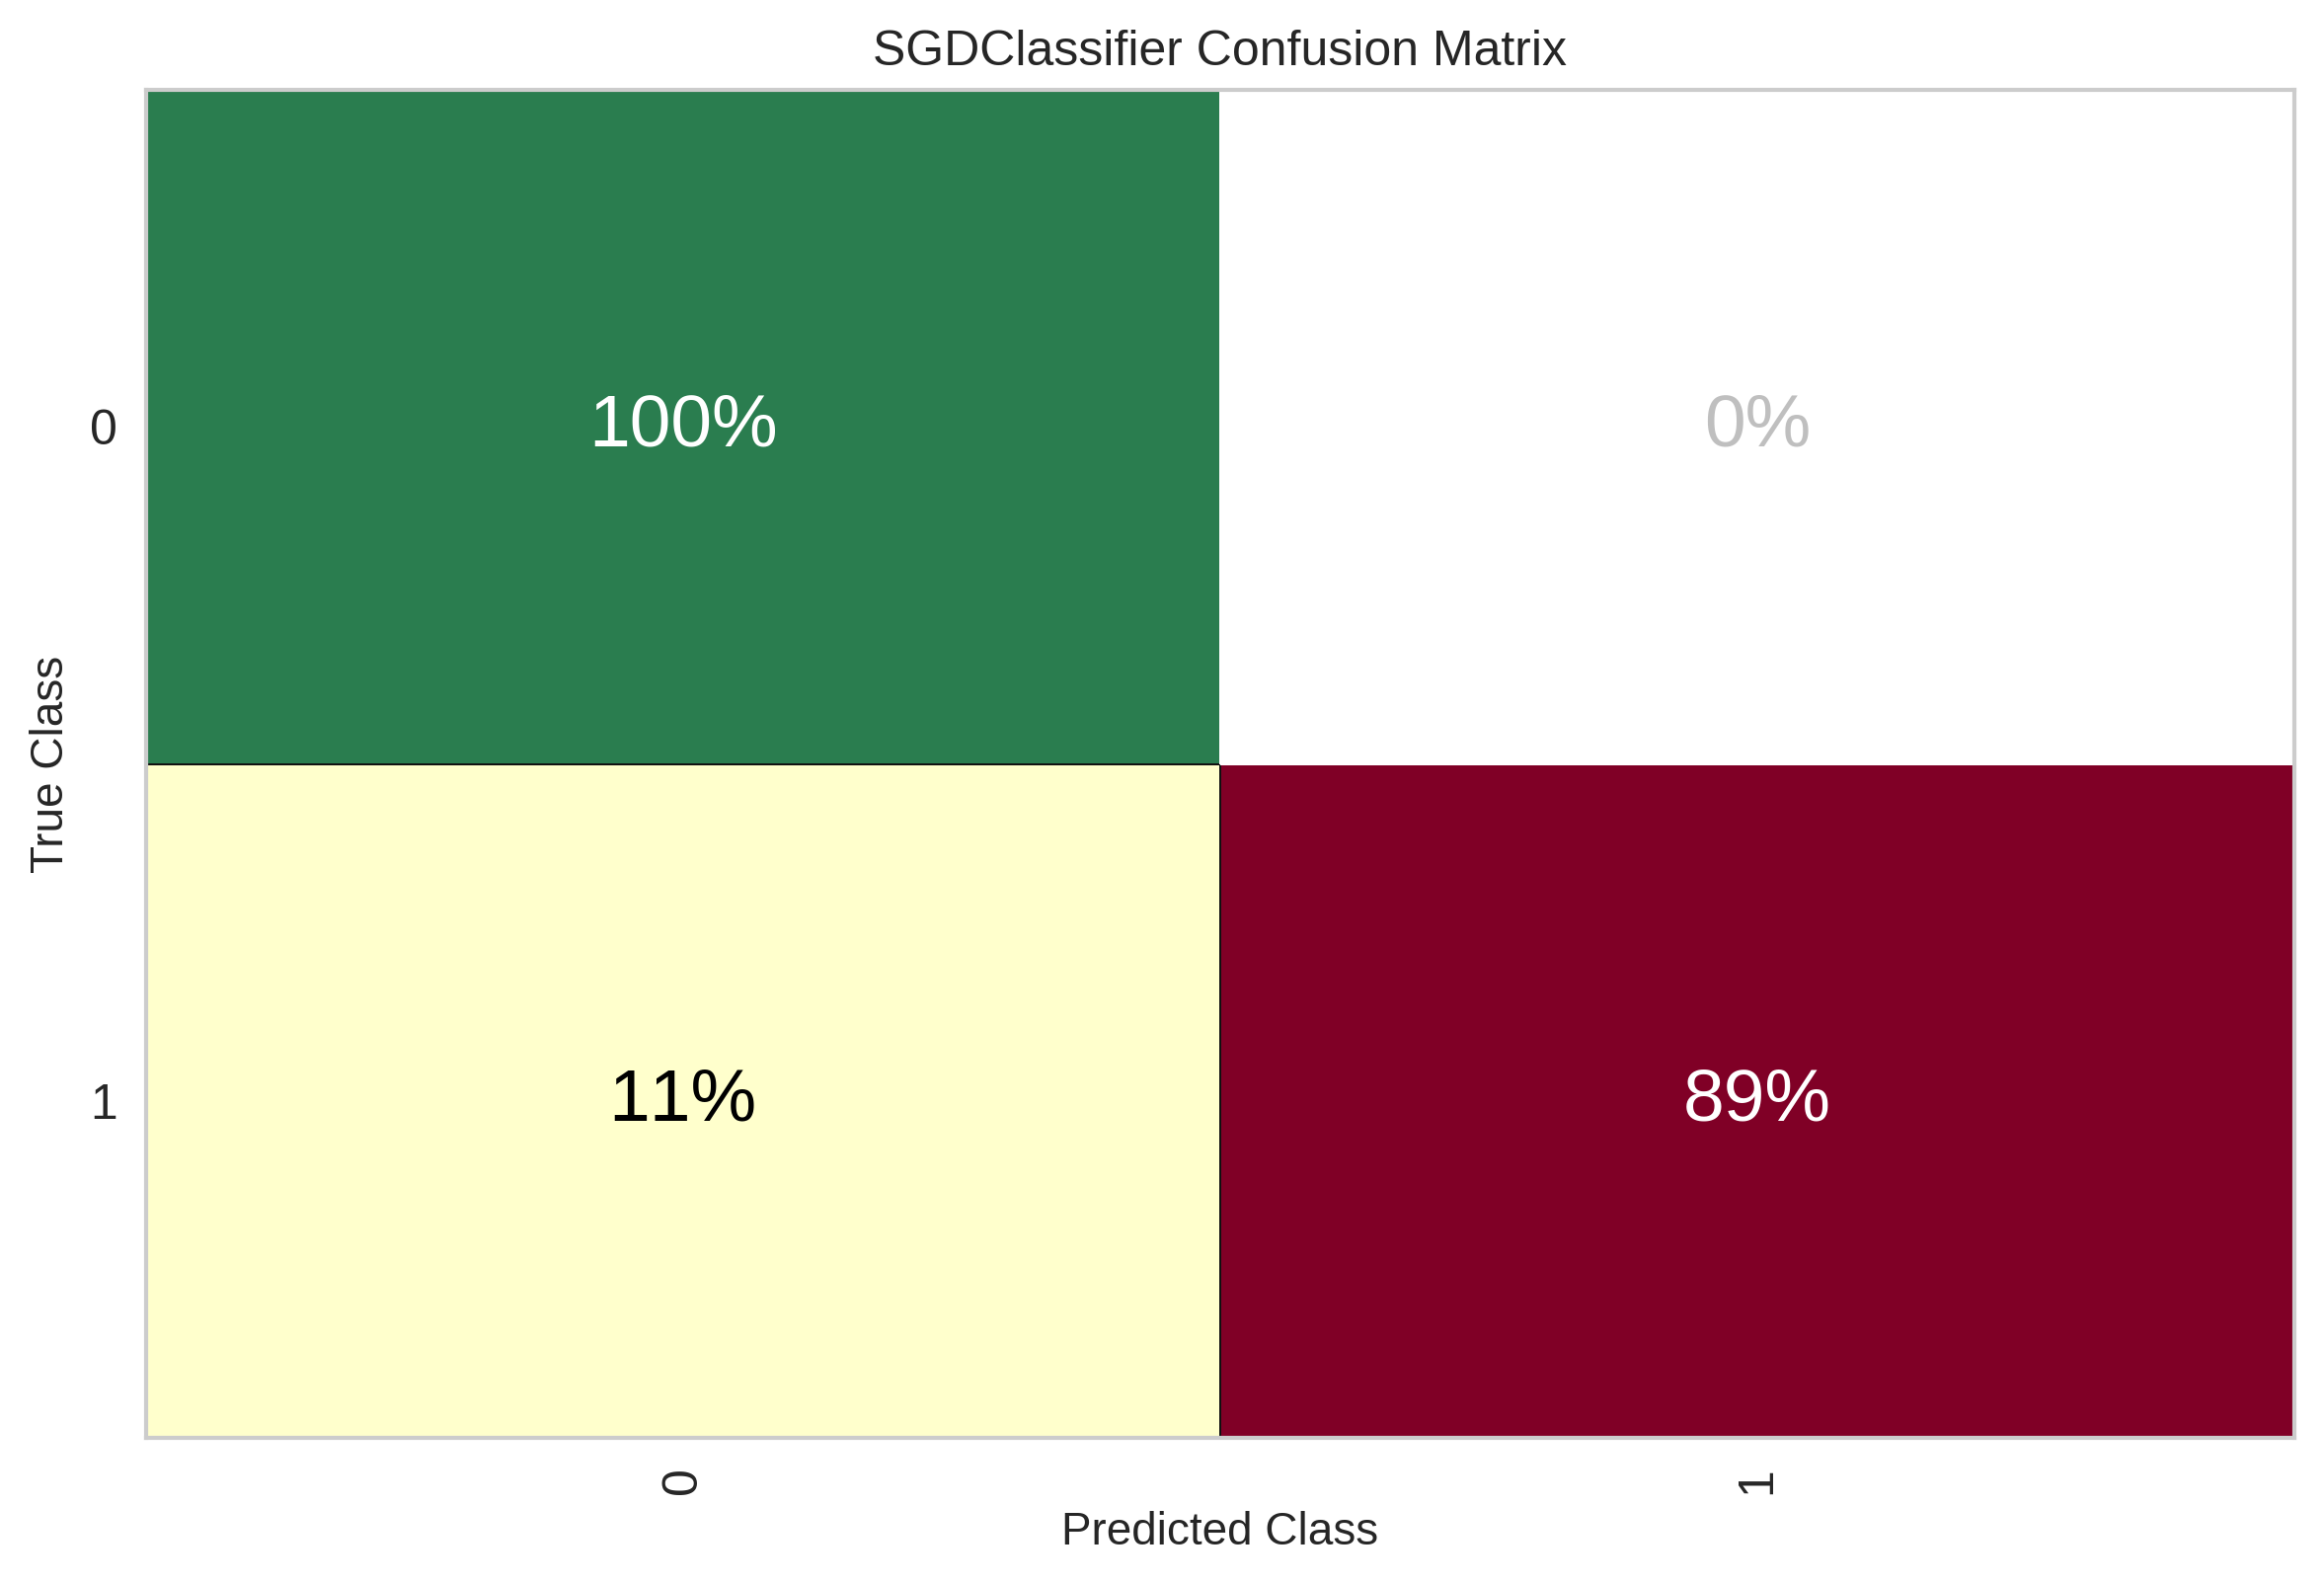 SGDClassifier Confusion Matrix
100%
0%
0
True Class
11%
89%
1
0
1
Predicted Class